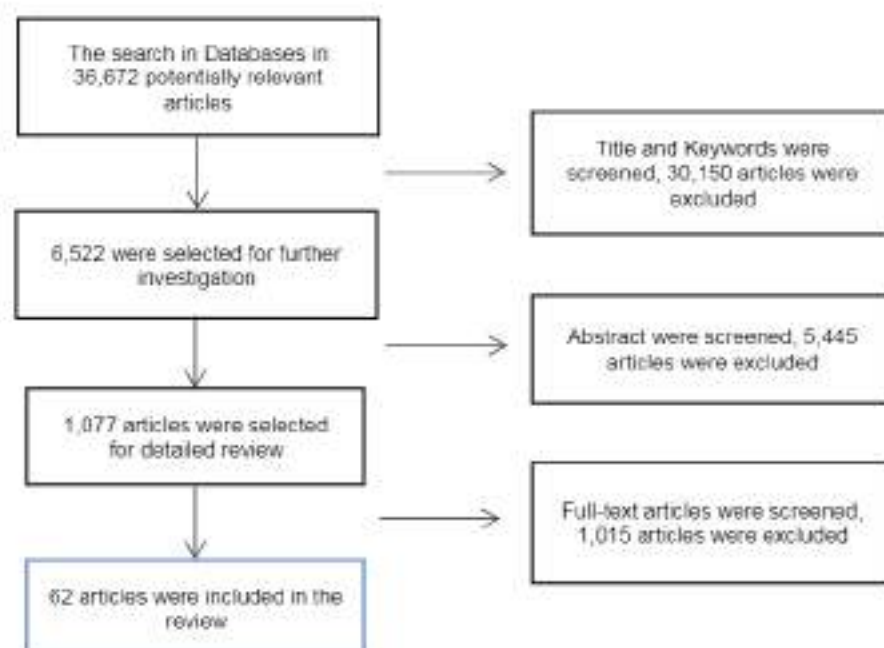 The search in Databases in
36,672 potentially relevant
articles
Title and Keywords were
screened, 30,150 articles were
excluded
6,522 were selected for further
investigation
Abstract were screened, 5,445
articles were excluded
1,077 articles were selected
for detailed review
Full-text articles were screened,
1,015 articles were excluded
62 articles were included in the
review